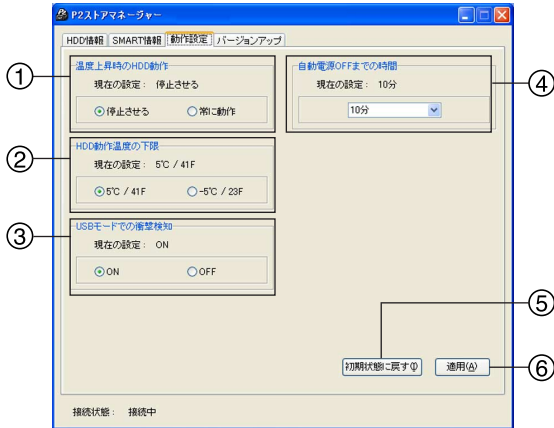 P2ストアマネージャー
HDD情報 SMART情報 動作設定 バージョンアップ
① 温度上昇時のHDD動作
現在の設定： 停止させる
停止させる 常に動作
② HDD動作温度の下限
現在の設定： 5℃ / 41F
5℃ / 41F -5℃ / 23F
③ USBモードでの衝撃検知
現在の設定： ON
ON OFF
④ 自動電源OFFまでの時間
現在の設定： 10分
10分
⑤ 初期状態に戻す(I)
⑥ 適用(A)
接続状態： 接続中